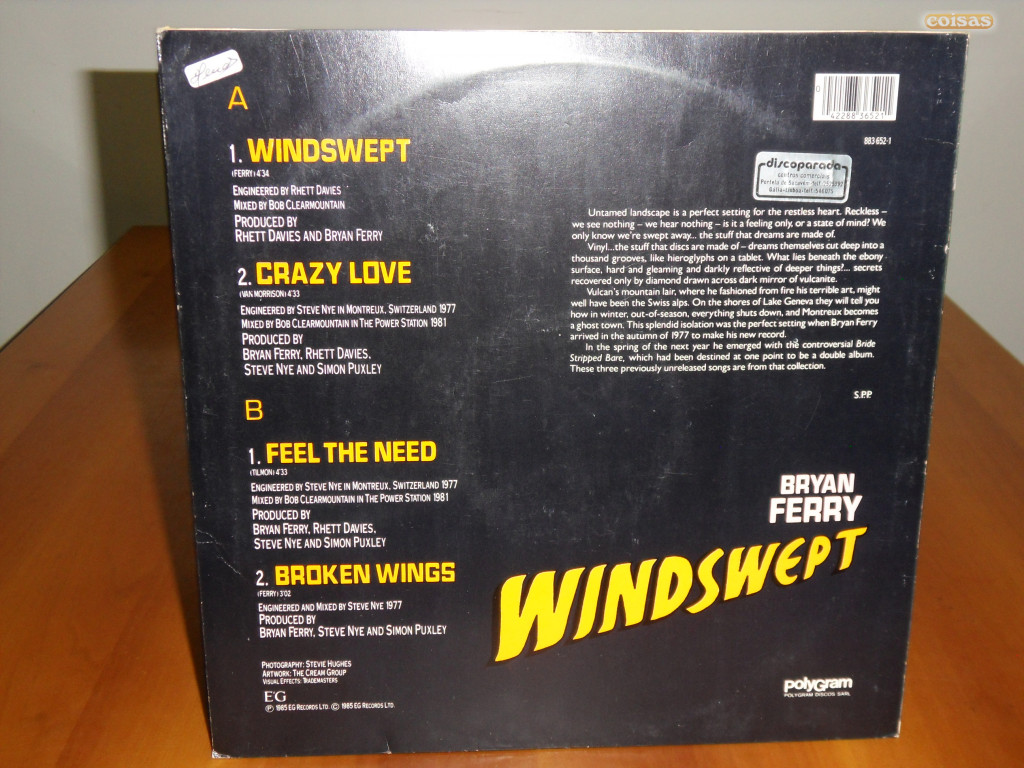 coisas
A
1. WINDSWEPT
(FERRY) 4'34
ENGINEERED BY RHETT DAVIES
MIXED BY BOB CLEARMOUNTAIN
PRODUCED BY
RHETT DAVIES AND BRYAN FERRY
2. CRAZY LOVE
(VAN MORRISON) 4'33
ENGINEERED BY STEVE NYE IN MONTREUX, SWITZERLAND 1977
MIXED BY BOB CLEARMOUNTAIN IN THE POWER STATION 1981
PRODUCED BY
BRYAN FERRY, RHETT DAVIES,
STEVE NYE AND SIMON PUXLEY
B
1. FEEL THE NEED
(TILMON) 4'33
ENGINEERED BY STEVE NYE IN MONTREUX, SWITZERLAND 1977
MIXED BY BOB CLEARMOUNTAIN IN THE POWER STATION 1981
PRODUCED BY
BRYAN FERRY, RHETT DAVIES,
STEVE NYE AND SIMON PUXLEY
2. BROKEN WINGS
(FERRY) 3'02
ENGINEERED AND MIXED BY STEVE NYE 1977
PRODUCED BY
BRYAN FERRY, STEVE NYE AND SIMON PUXLEY
PHOTOGRAPHY: STEVIE HUGHES
ARTWORK: THE CREAM GROUP
VISUAL EFFECTS: TRADEMASTERS
EG
℗ 1985 EG RECORDS LTD. © 1985 EG RECORDS LTD.
0 42288 36521
883 652-1
discoparada
centros comerciais
Untamed landscape is a perfect setting for the restless heart. Reckless –
we see nothing – we hear nothing – is it a feeling only, or a state of mind? We
only know we're swept away.. the stuff that dreams are made of.
Vinyl...the stuff that discs are made of – dreams themselves cut deep into a
thousand grooves, like hieroglyphs on a tablet. What lies beneath the ebony
surface, hard and gleaming and darkly reflective of deeper things?... secrets
recovered only by diamond drawn across dark mirror of vulcanite.
Vulcan's mountain lair, where he fashioned from fire his terrible art, might
well have been the Swiss alps. On the shores of Lake Geneva they will tell you
how in winter, out-of-season, everything shuts down, and Montreux becomes
a ghost town. This splendid isolation was the perfect setting when Bryan Ferry
arrived in the autumn of 1977 to make his new record.
In the spring of the next year he emerged with the controversial Bride
Stripped Bare, which had been destined at one point to be a double album.
These three previously unreleased songs are from that collection.
S.P.P.
BRYAN
FERRY
WINDSWEPT
polyGram
POLYGRAM DISCOS SARL